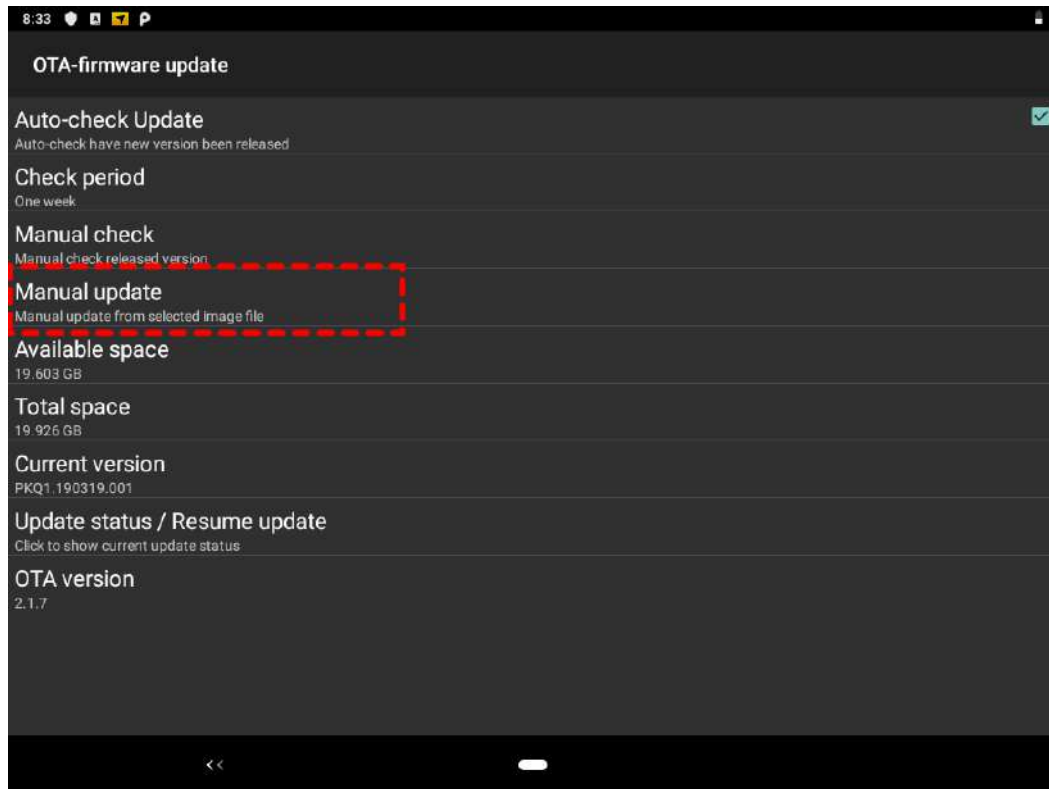 8:33
OTA-firmware update
Auto-check Update
Auto-check have new version been released
Check period
One week
Manual check
Manual check released version
Manual update
Manual update from selected image file
Available space
19.603 GB
Total space
19.926 GB
Current version
PKQ1.190319.001
Update status / Resume update
Click to show current update status
OTA version
2.1.7